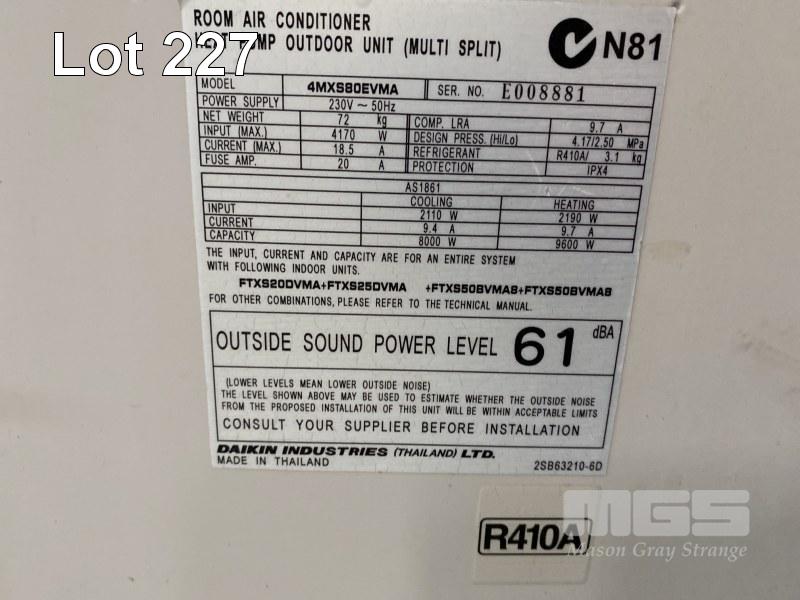 ROOM AIR CONDITIONER
HEAT PUMP OUTDOOR UNIT (MULTI SPLIT)
N81
Lot 227
MODEL 4MXS80EVMA SER. NO. E008881
POWER SUPPLY 230V ~ 50Hz
NET WEIGHT 72 kg COMP. LRA 9.7 A
INPUT (MAX.) 4170 W DESIGN PRESS. (Hi/Lo) 4.17/2.50 MPa
CURRENT (MAX.) 18.5 A REFRIGERANT R410A/ 3.1 kg
FUSE AMP. 20 A PROTECTION IPX4
AS1861
COOLING HEATING
INPUT 2110 W 2190 W
CURRENT 9.4 A 9.7 A
CAPACITY 8000 W 9600 W
THE INPUT, CURRENT AND CAPACITY ARE FOR AN ENTIRE SYSTEM
WITH FOLLOWING INDOOR UNITS.
FTXS20DVMA+FTXS25DVMA +FTXS50BVMAB+FTXS50BVMAB
FOR OTHER COMBINATIONS, PLEASE REFER TO THE TECHNICAL MANUAL.
OUTSIDE SOUND POWER LEVEL 61 dBA
(LOWER LEVELS MEAN LOWER OUTSIDE NOISE)
THE LEVEL SHOWN ABOVE MAY BE USED TO ESTIMATE WHETHER THE OUTSIDE NOISE
FROM THE PROPOSED INSTALLATION OF THIS UNIT WILL BE WITHIN ACCEPTABLE LIMITS
CONSULT YOUR SUPPLIER BEFORE INSTALLATION
DAIKIN INDUSTRIES (THAILAND) LTD.
MADE IN THAILAND 2SB63210-6D
R410A
MGS
Mason Gray Strange